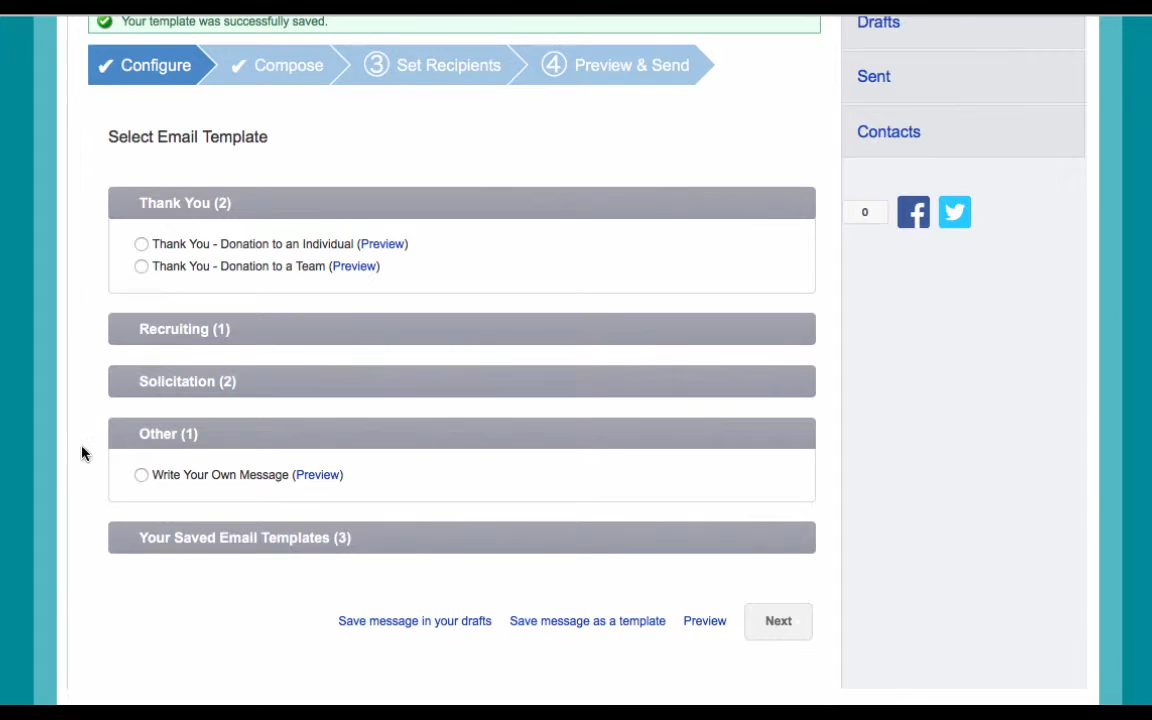 Your template was successfully saved.
✔ Configure ✔ Compose ③ Set Recipients ④ Preview & Send
Select Email Template
Thank You (2)
Thank You - Donation to an Individual (Preview)
Thank You - Donation to a Team (Preview)
Recruiting (1)
Solicitation (2)
Other (1)
Write Your Own Message (Preview)
Your Saved Email Templates (3)
Save message in your drafts Save message as a template Preview Next
Drafts
Sent
Contacts
0